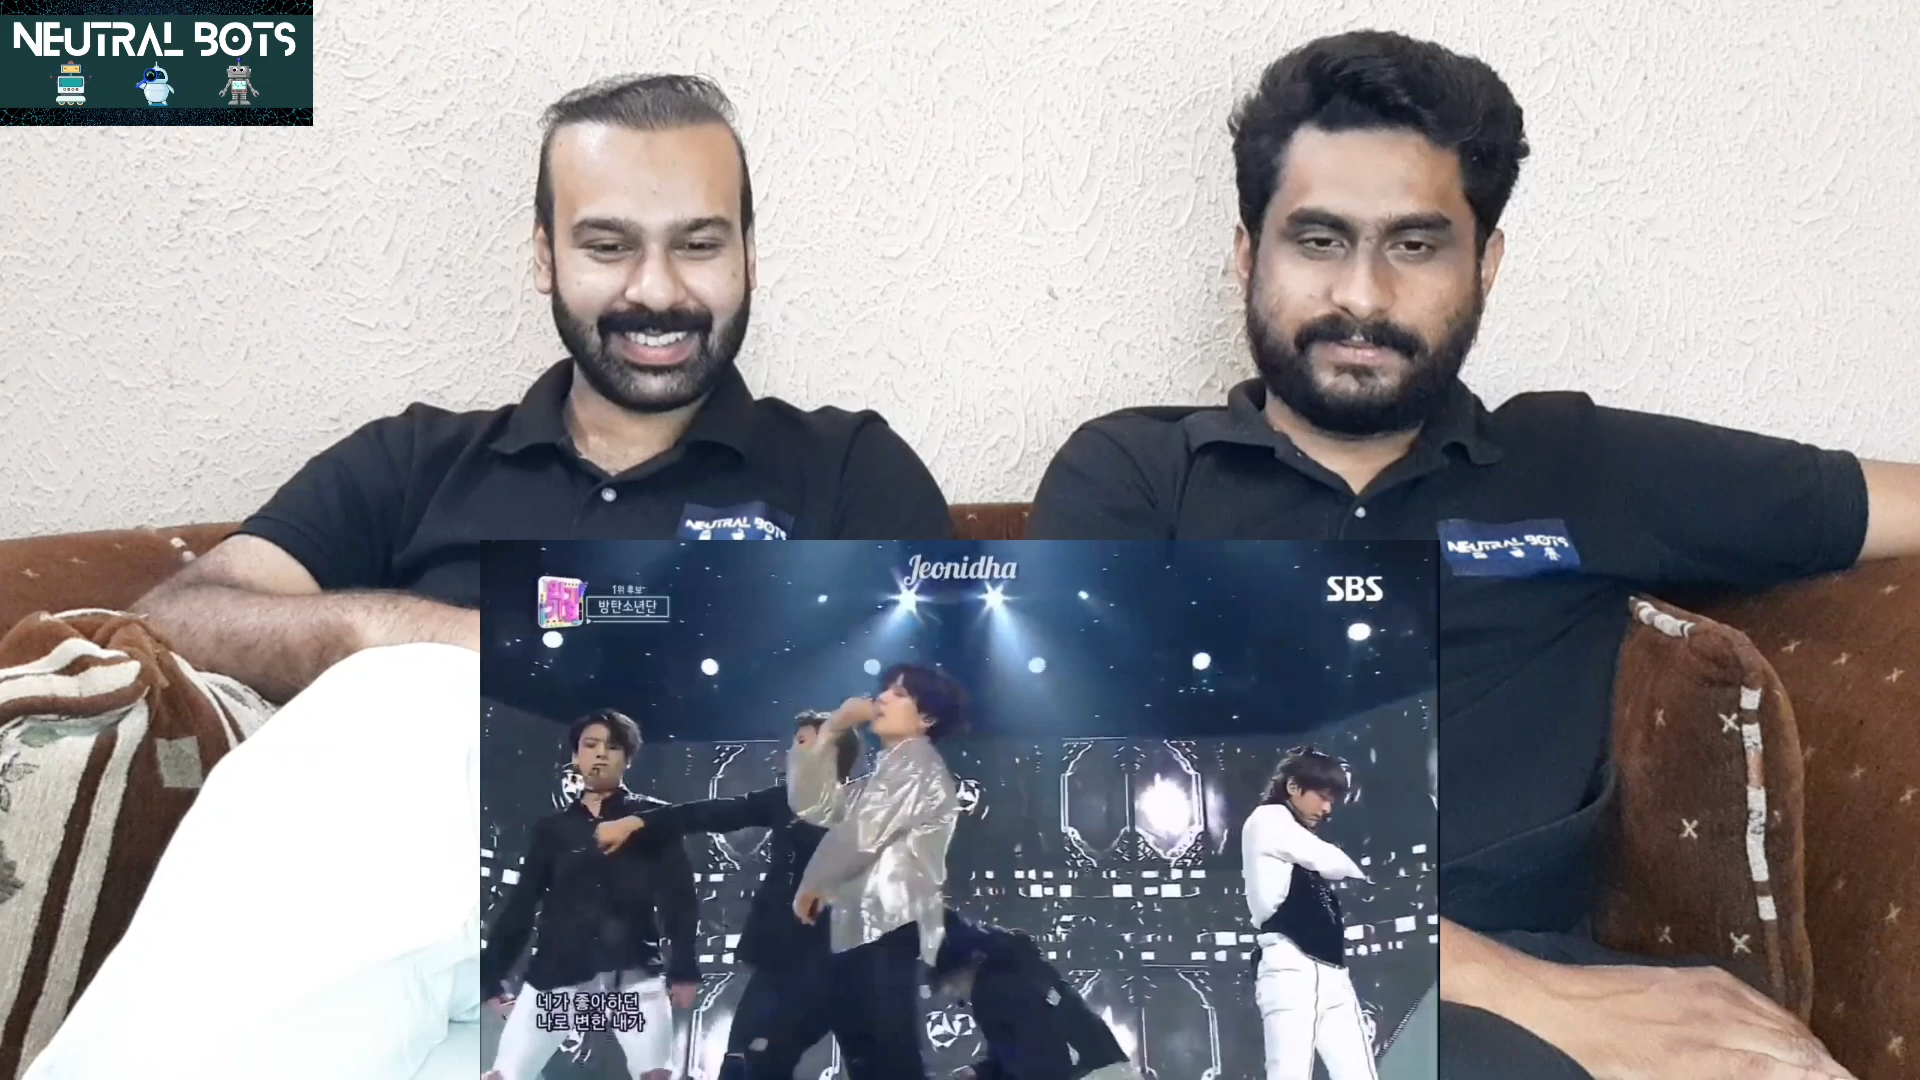 NEUTRAL BOTS
NEUTRAL BOTS
NEUTRAL BOTS
Jeonidha
1위 후보
방탄소년단
SBS
네가 좋아하던
나로 변한 내가